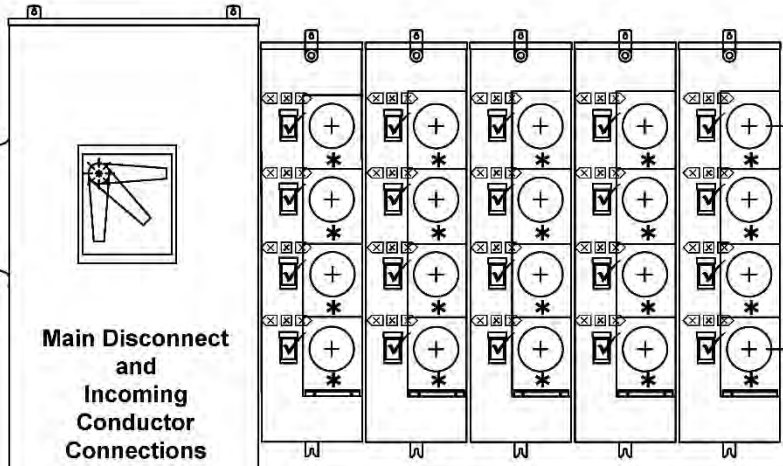 Main Disconnect
and
Incoming
Conductor
Connections